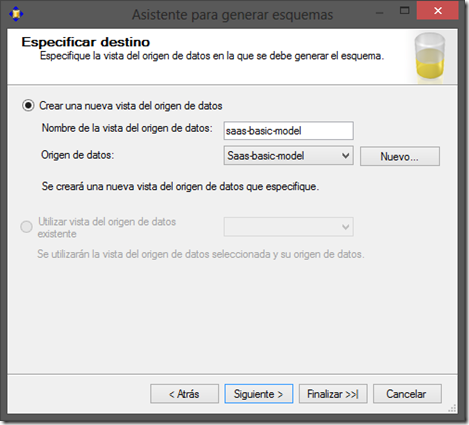 Asistente para generar esquemas
Especificar destino
Especifique la vista del origen de datos en la que se debe generar el esquema.
Crear una nueva vista del origen de datos
Nombre de la vista del origen de datos: saas-basic-model
Origen de datos: Saas-basic-model Nuevo...
Se creará una nueva vista del origen de datos que especifique.
Utilizar vista del origen de datos
existente
Se utilizarán la vista del origen de datos seleccionada y su origen de datos.
< Atrás Siguiente > Finalizar >>| Cancelar